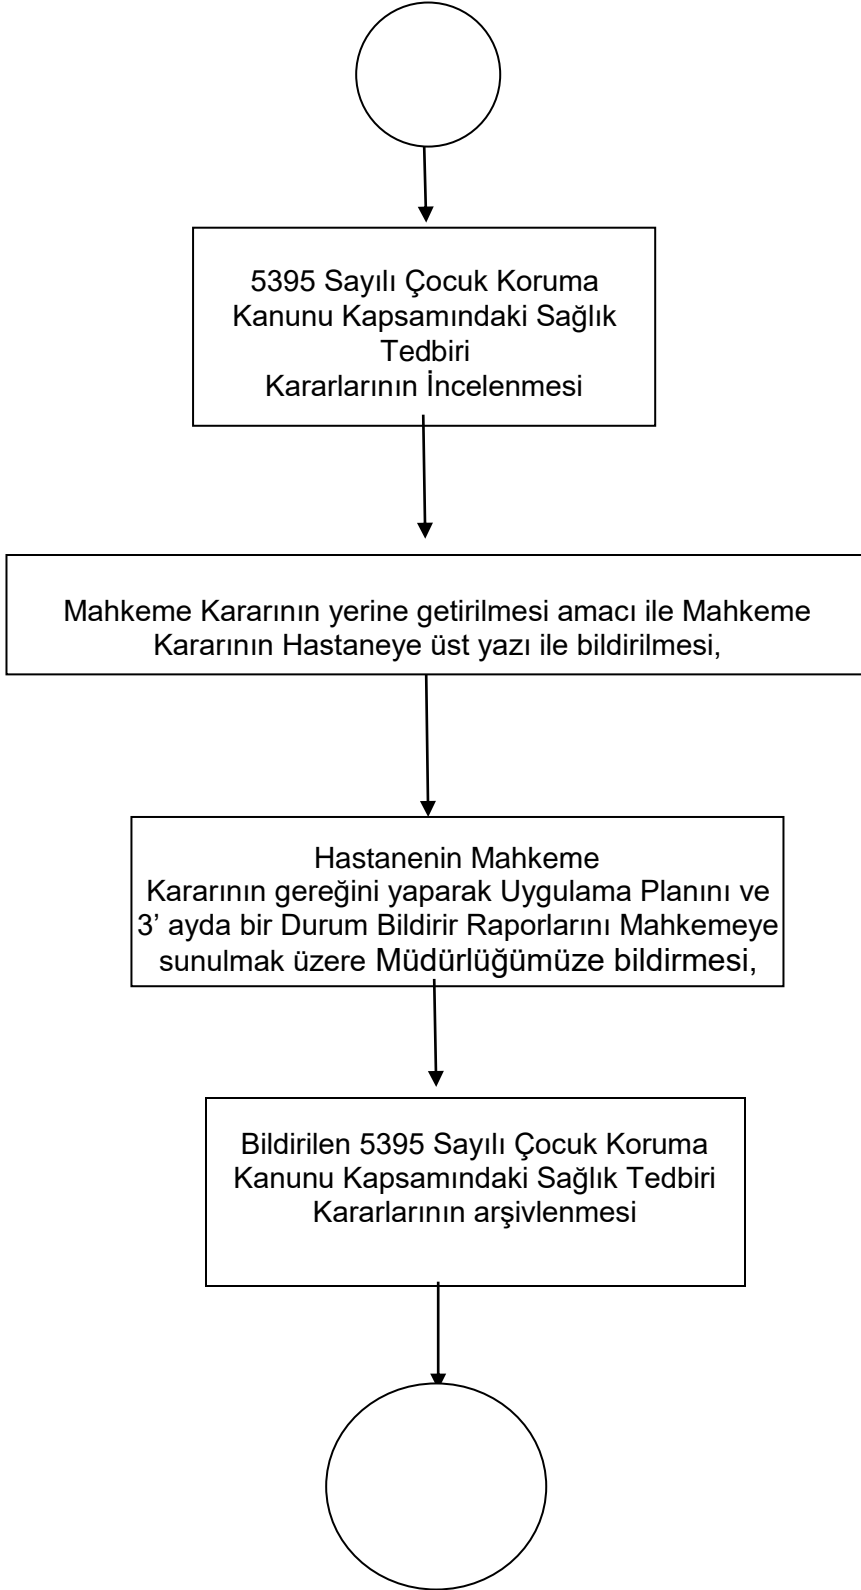 5395 Sayılı Çocuk Koruma
Kanunu Kapsamındaki Sağlık
Tedbiri
Kararlarının İncelenmesi
Mahkeme Kararının yerine getirilmesi amacı ile Mahkeme
Kararının Hastaneye üst yazı ile bildirilmesi,
Hastanenin Mahkeme
Kararının gereğini yaparak Uygulama Planını ve
3’ ayda bir Durum Bildirir Raporlarını Mahkemeye
sunulmak üzere Müdürlüğümüze bildirmesi,
Bildirilen 5395 Sayılı Çocuk Koruma
Kanunu Kapsamındaki Sağlık Tedbiri
Kararlarının arşivlenmesi